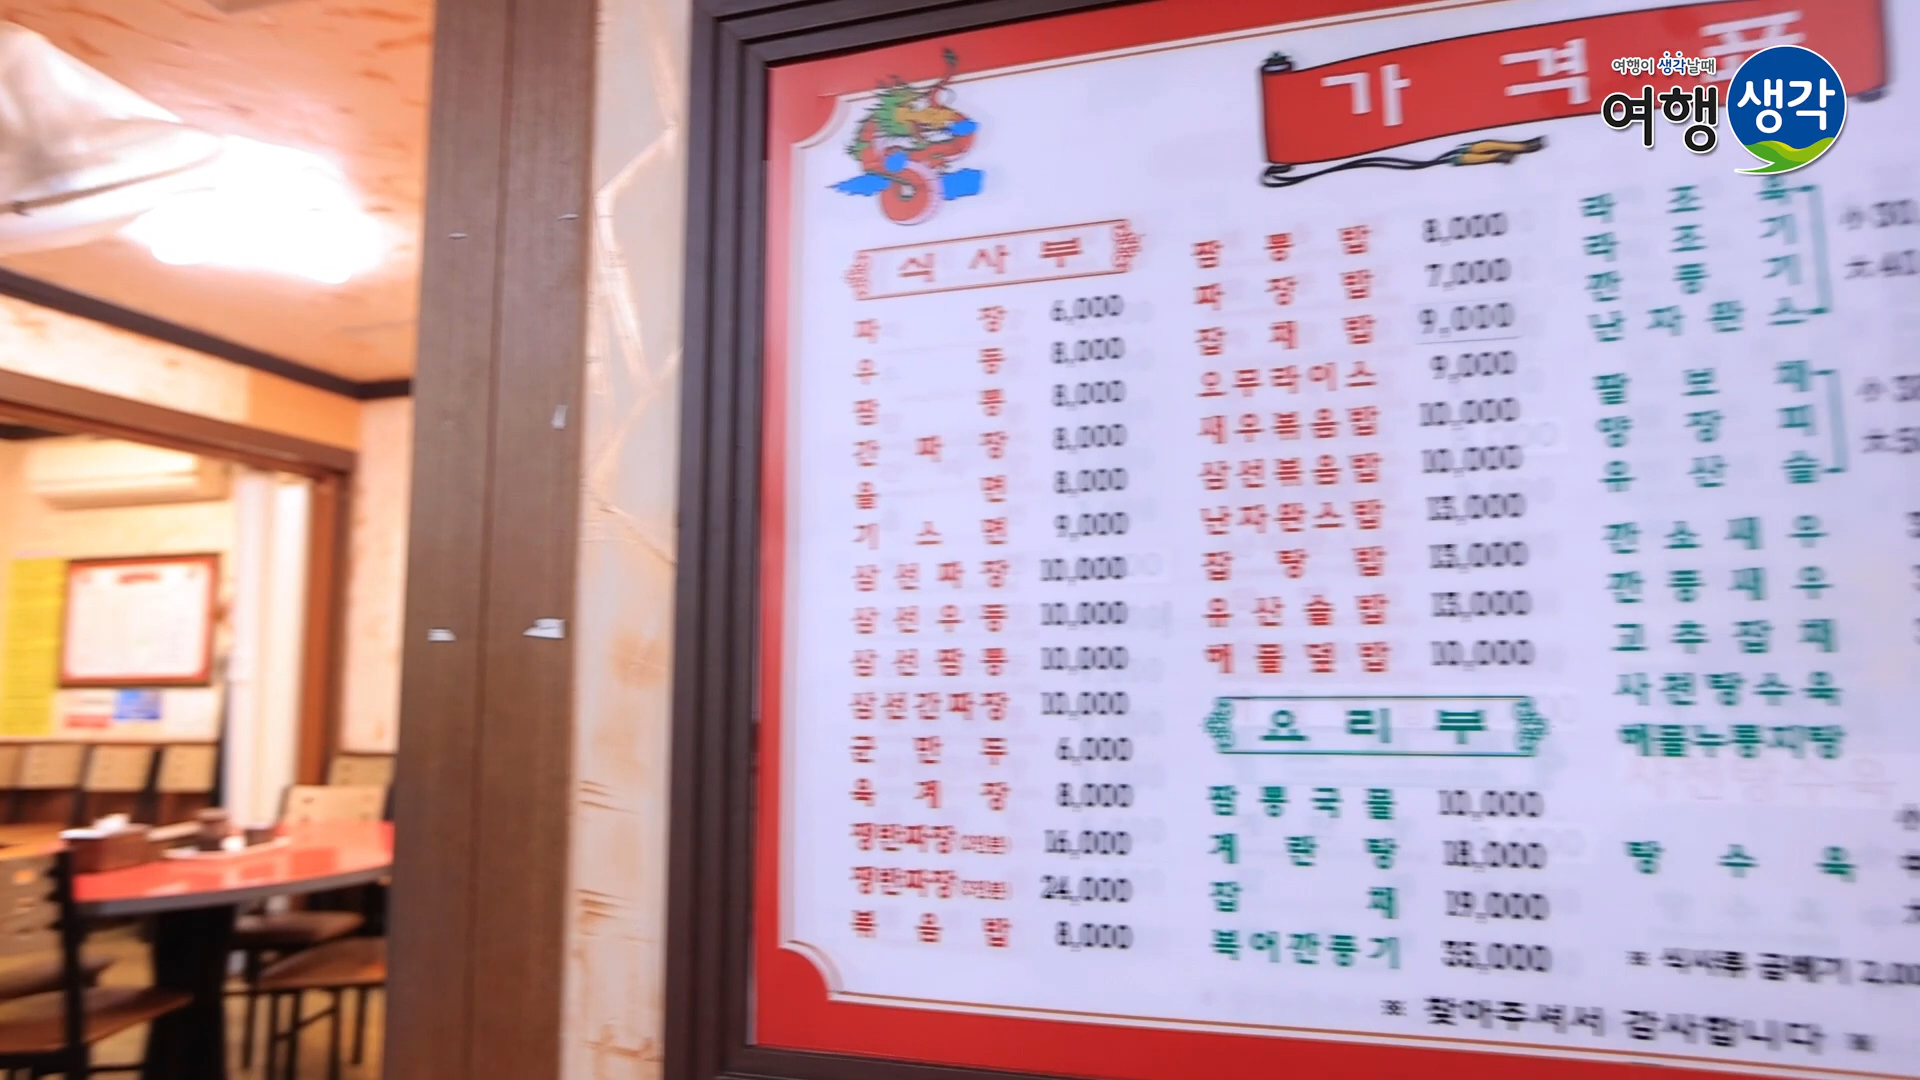 여행이 생각날때
여행 생각
가 격 표
식 사 부
짜 장 6,000
우 동 8,000
짬 뽕 8,000
간 짜 장 8,000
울 면 8,000
기 스 면 9,000
삼 선 짜 장 10,000
삼 선 우 동 10,000
삼 선 짬 뽕 10,000
삼선간짜장 10,000
군 만 두 6,000
육 개 장 8,000
쟁반짜장 16,000
쟁반짜장 24,000
볶 음 밥 8,000
짬 뽕 밥 8,000
짜 장 밥 7,000
잡 채 밥 9,000
오무라이스 9,000
새우볶음밥 10,000
삼선볶음밥 10,000
난자완스밥 15,000
잡 탕 밥 15,000
유 산 슬 밥 15,000
해 물 덮 밥 10,000
요 리 부
짬 뽕 국 물 10,000
계 란 탕 18,000
잡 채 19,000
북어깐풍기 35,000
라 조 육
라 조 기
깐 풍 기
난 자 완 스
팔 보 채
양 장 피
유 산 슬
깐 쇼 새 우
깐 풍 새 우
고 추 잡 채
사천탕수육
해물누룽지탕
탕 수 육
※ 식사류 곱빼기 2,00
※ 찾아주셔서 감사합니다 ※